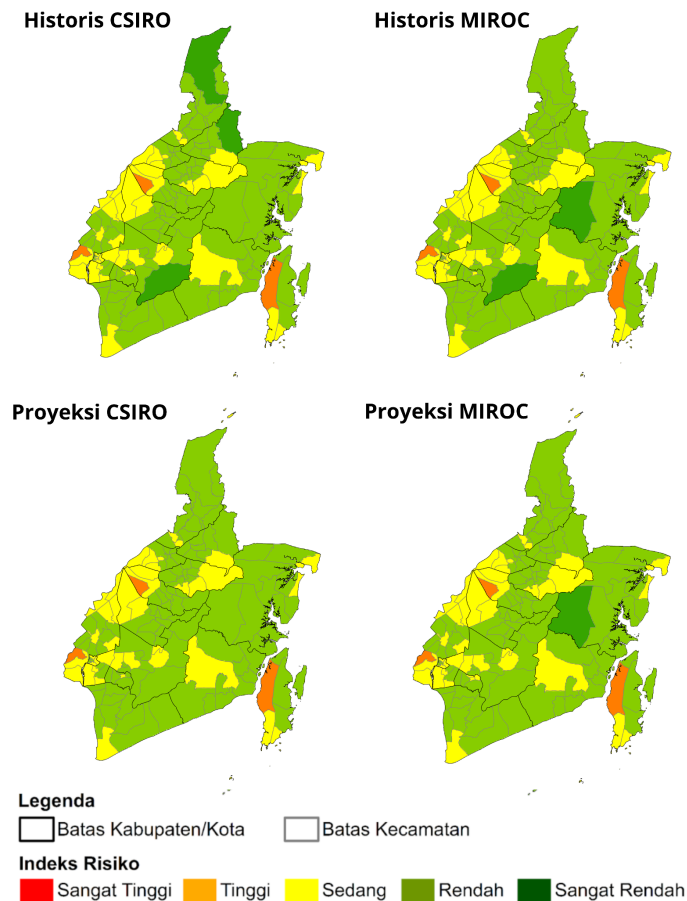 Historis CSIRO
Historis MIROC
Proyeksi CSIRO
Proyeksi MIROC
Legenda
Batas Kabupaten/Kota
Batas Kecamatan
Indeks Risiko
Sangat Tinggi
Tinggi
Sedang
Rendah
Sangat Rendah